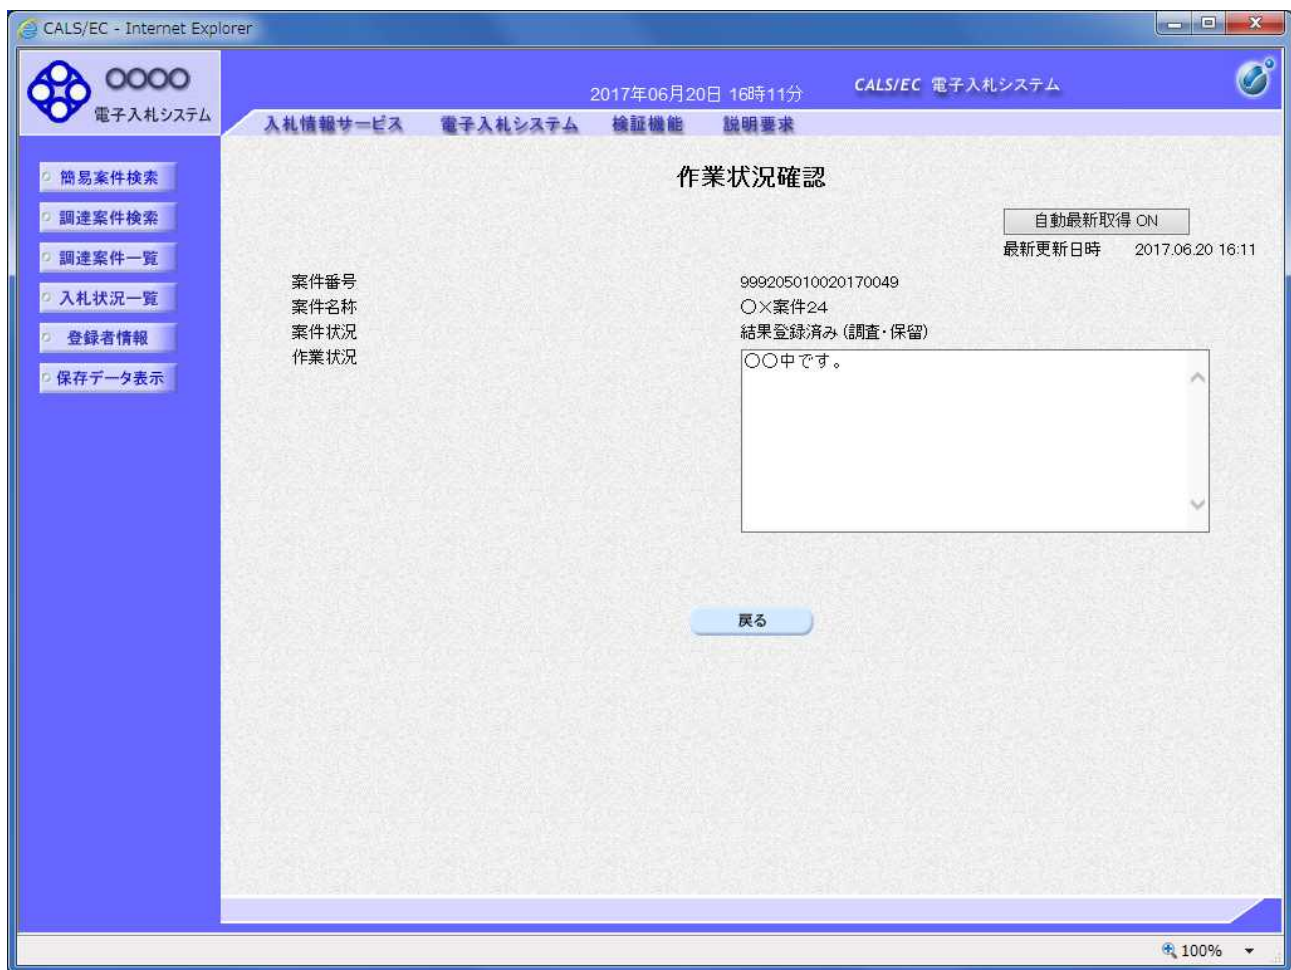 CALS/EC - Internet Explorer
〇〇〇〇
電子入札システム
2017年06月20日 16時11分
CALS/EC 電子入札システム
入札情報サービス 電子入札システム 検証機能 説明要求
簡易案件検索
調達案件検索
調達案件一覧
入札状況一覧
登録者情報
保存データ表示
作業状況確認
自動最新取得 ON
最新更新日時 2017.06.20 16:11
案件番号 999205010020170049
案件名称 〇×案件24
案件状況 結果登録済み(調査・保留)
作業状況 〇〇中です。
戻る
100%